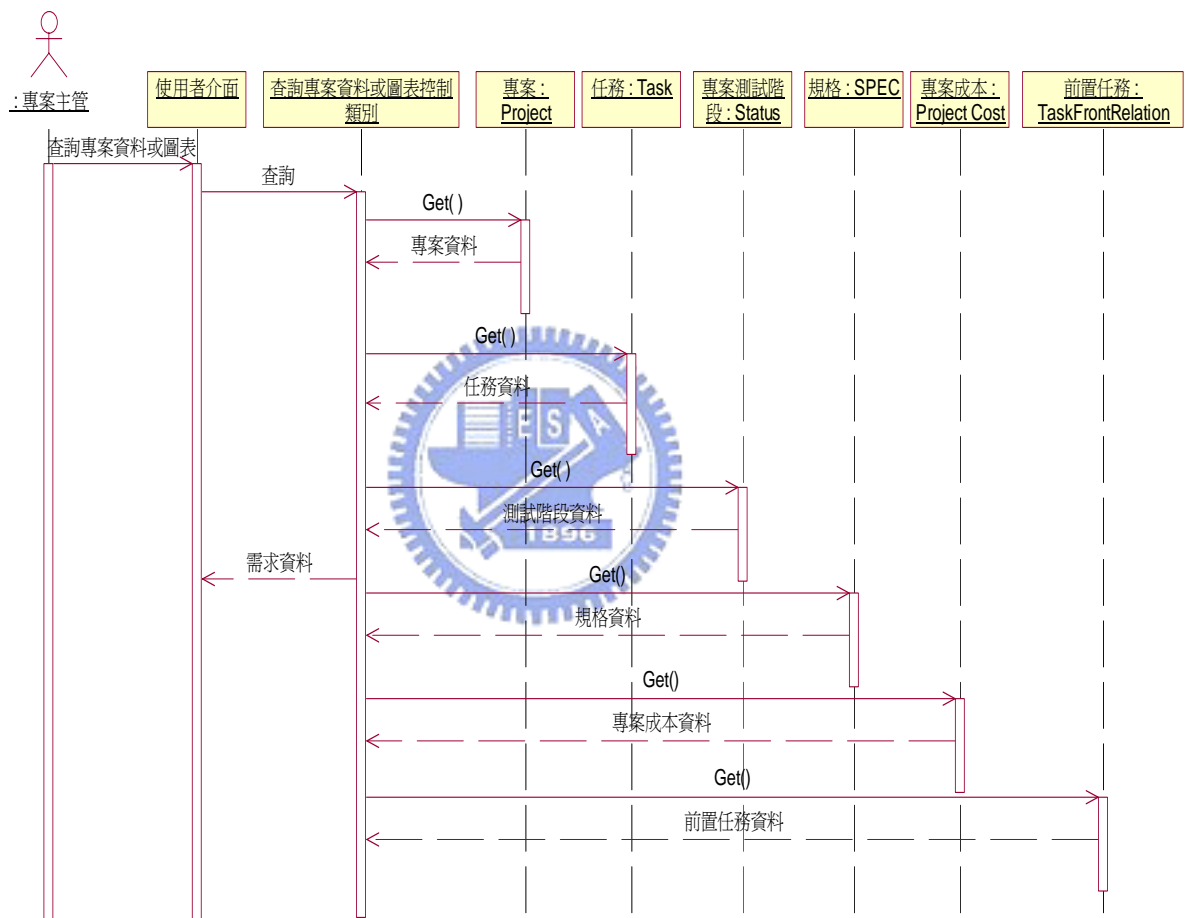 : 專案主管
使用者介面
查詢專案資料或圖表控制
類別
專案 :
Project
任務 : Task
專案測試階
段 : Status
規格 : SPEC
專案成本 :
Project Cost
前置任務 :
TaskFrontRelation
查詢專案資料或圖表
查詢
Get( )
專案資料
Get( )
任務資料
E S A
Get( )
測試階段資料
1896
需求資料
Get()
規格資料
Get()
專案成本資料
Get()
前置任務資料